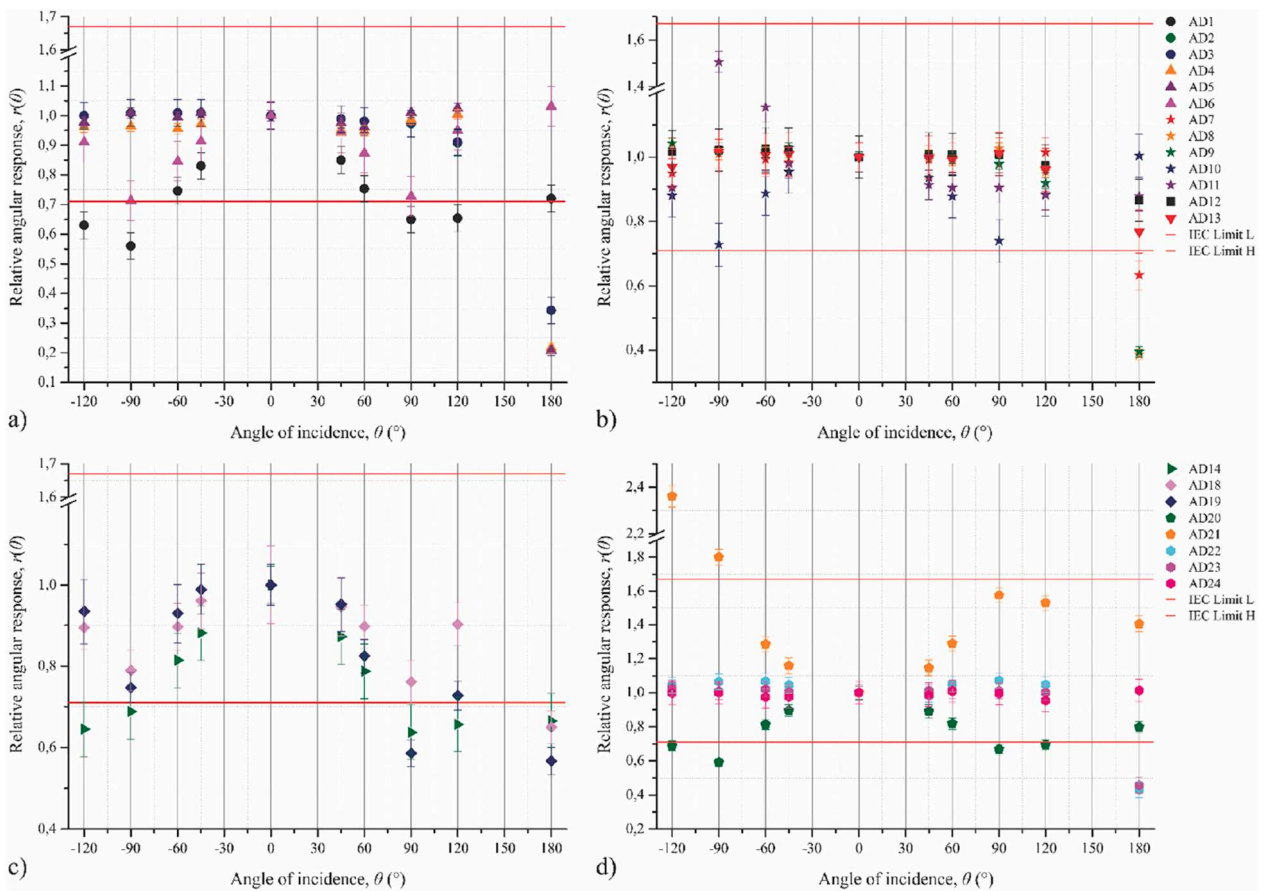 1,7
1,6
1,1
1,0
0,9
0,8
0,7
0,6
0,5
0,4
0,3
0,2
0,1
Relative angular response, r(θ)
-120 -90 -60 -30 0 30 60 90 120 150 180
Angle of incidence, θ (°)
a)
1,6
1,4
1,0
0,8
0,6
0,4
Relative angular response, r(θ)
-120 -90 -60 -30 0 30 60 90 120 150 180
Angle of incidence, θ (°)
b)
AD1
AD2
AD3
AD4
AD5
AD6
AD7
AD8
AD9
AD10
AD11
AD12
AD13
IEC Limit L
IEC Limit H
1,7
1,6
1,0
0,8
0,6
0,4
Relative angular response, r(θ)
-120 -90 -60 -30 0 30 60 90 120 150 180
Angle of incidence, θ (°)
c)
2,4
2,2
1,8
1,6
1,4
1,2
1,0
0,8
0,6
0,4
0,2
Relative angular response, r(θ)
-120 -90 -60 -30 0 30 60 90 120 150 180
Angle of incidence, θ (°)
d)
AD14
AD18
AD19
AD20
AD21
AD22
AD23
AD24
IEC Limit L
IEC Limit H